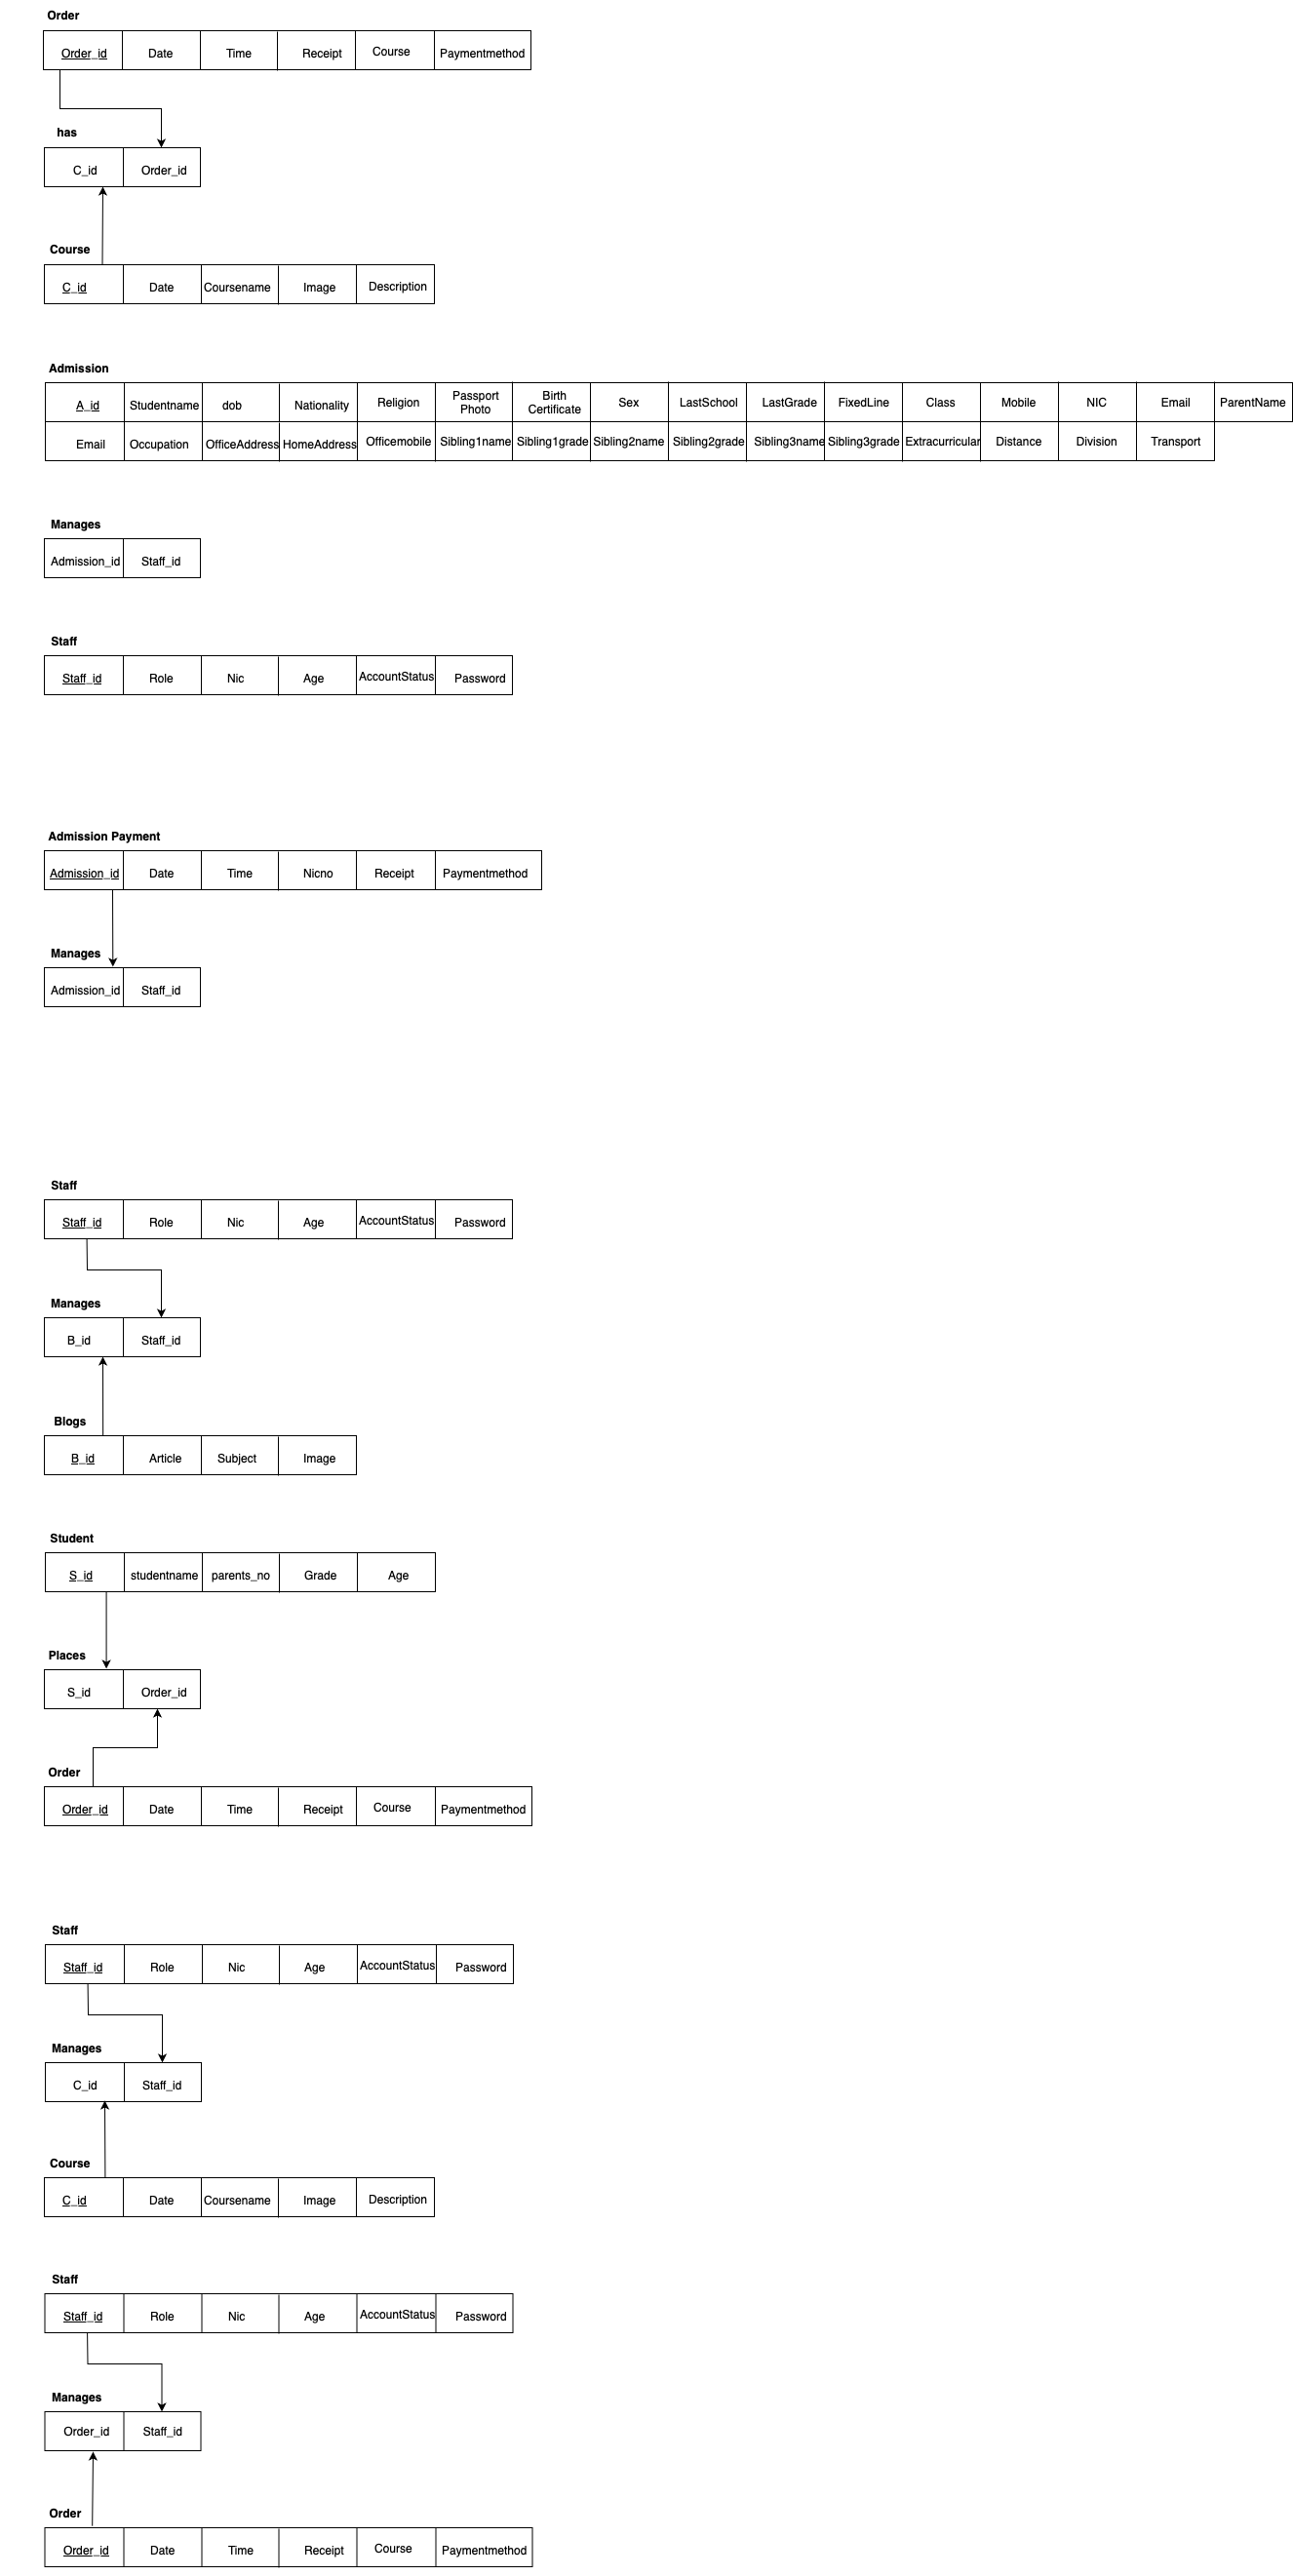 Order
Order_id Date Time Receipt Course Paymentmethod
has
C_id Order_id
Course
C_id Date Coursename Image Description
Admission
A_id Studentname dob Nationality Religion Passport Photo Birth Certificate Sex LastSchool LastGrade FixedLine Class Mobile NIC Email ParentName
Email Occupation OfficeAddress HomeAddress Officemobile Sibling1name Sibling1grade Sibling2name Sibling2grade Sibling3name Sibling3grade Extracurricular Distance Division Transport
Manages
Admission_id Staff_id
Staff
Staff_id Role Nic Age AccountStatus Password
Admission Payment
Admission_id Date Time Nicno Receipt Paymentmethod
Manages
Admission_id Staff_id
Staff
Staff_id Role Nic Age AccountStatus Password
Manages
B_id Staff_id
Blogs
B_id Article Subject Image
Student
S_id studentname parents_no Grade Age
Places
S_id Order_id
Order
Order_id Date Time Receipt Course Paymentmethod
Staff
Staff_id Role Nic Age AccountStatus Password
Manages
C_id Staff_id
Course
C_id Date Coursename Image Description
Staff
Staff_id Role Nic Age AccountStatus Password
Manages
Order_id Staff_id
Order
Order_id Date Time Receipt Course Paymentmethod